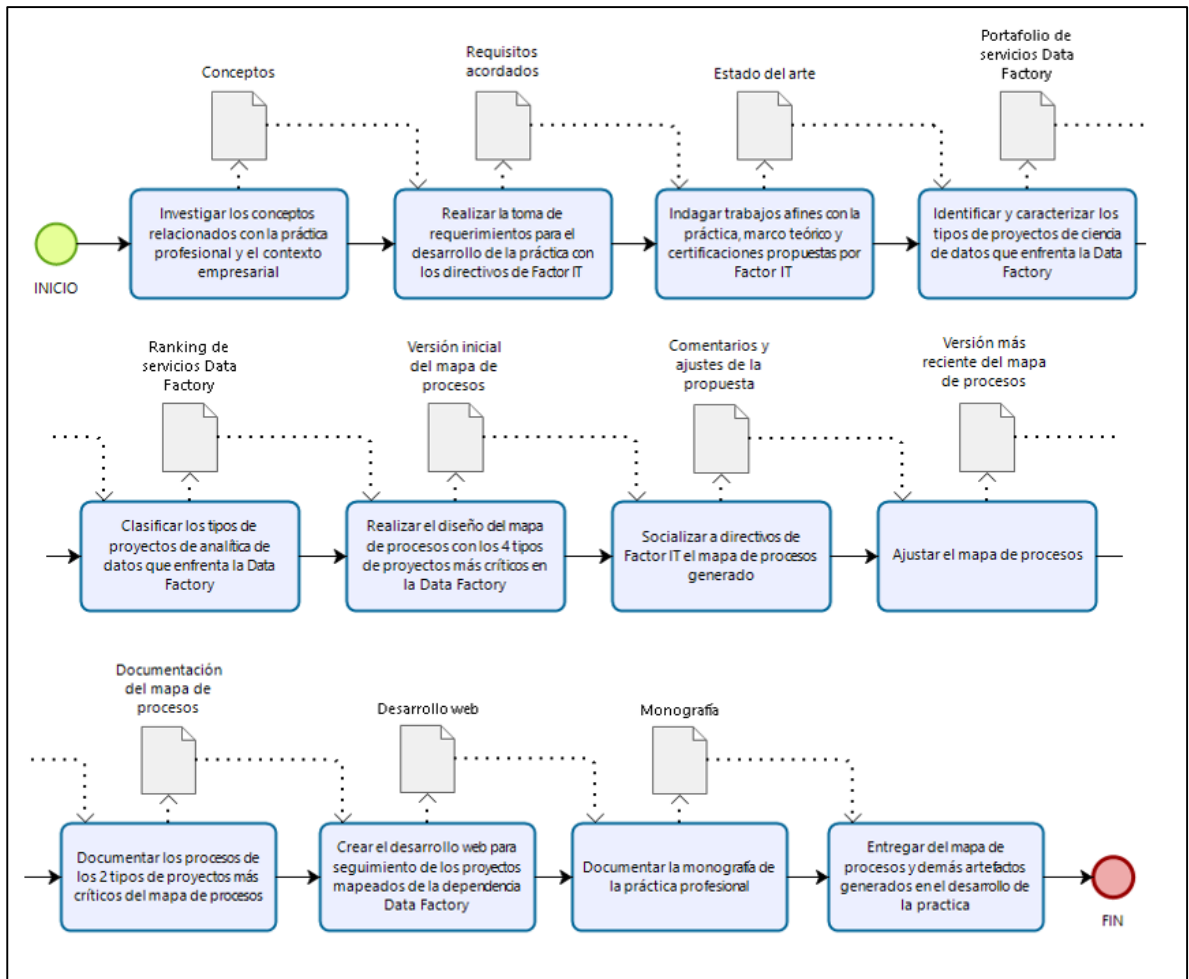 Conceptos
Requisitos
acordados
Estado del arte
Portafolio de
servicios Data
Factory
INICIO
Investigar los conceptos
relacionados con la práctica
profesional y el contexto
empresarial
Realizar la toma de
requerimientos para el
desarrollo de la práctica con
los directivos de Factor IT
Indagar trabajos afines con la
práctica, marco teórico y
certificaciones propuestas por
Factor IT
Identificar y caracterizar los
tipos de proyectos de ciencia
de datos que enfrenta la Data
Factory
Ranking de
servicios Data
Factory
Versión inicial
del mapa de
procesos
Comentarios y
ajustes de la
propuesta
Versión más
reciente del mapa
de procesos
Clasificar los tipos de
proyectos de analítica de
datos que enfrenta la Data
Factory
Realizar el diseño del mapa
de procesos con los 4 tipos
de proyectos más críticos en
la Data Factory
Socializar a directivos de
Factor IT el mapa de procesos
generado
Ajustar el mapa de procesos
Documentación
del mapa de
procesos
Desarrollo web
Monografía
Documentar los procesos de
los 2 tipos de proyectos más
críticos del mapa de procesos
Crear el desarrollo web para
seguimiento de los proyectos
mapeados de la dependencia
Data Factory
Documentar la monografía de
la práctica profesional
Entregar del mapa de
procesos y demás artefactos
generados en el desarrollo de
la practica
FIN